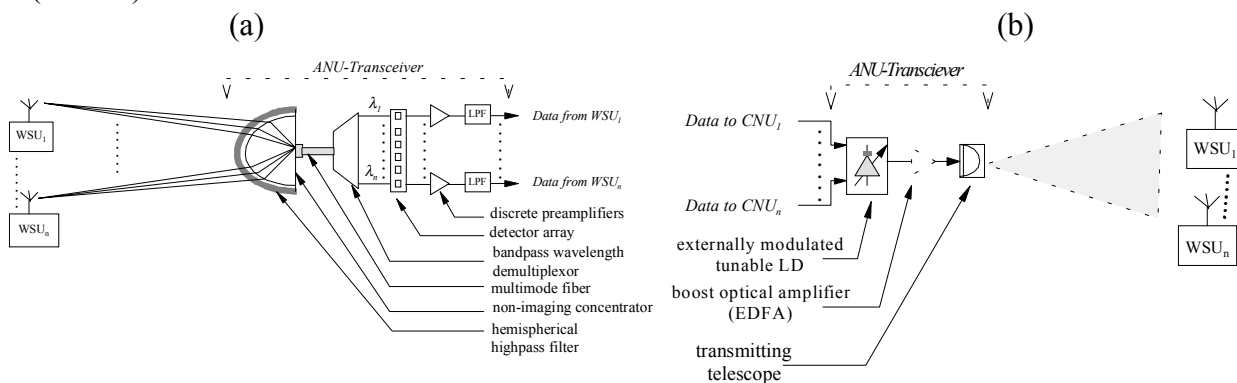 (a)
ANU-Transceiver
WSU1
WSUn
λ1
λn
LPF
LPF
Data from WSU1
Data from WSUn
discrete preamplifiers
detector array
bandpass wavelength
demultiplexor
multimode fiber
non-imaging concentrator
hemispherical
highpass filter
(b)
ANU-Transciever
Data to CNU1
Data to CNUn
WSU1
WSUn
externally modulated
tunable LD
boost optical amplifier
(EDFA)
transmitting
telescope